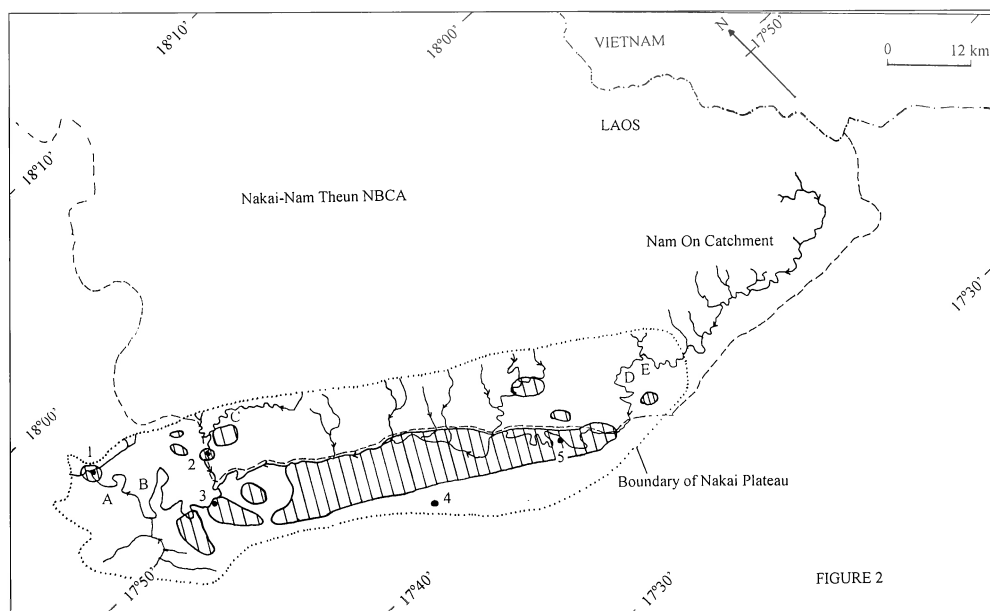 18°10'
18°00'
17°50'
N
VIETNAM
0 12 km
LAOS
18°10'
Nakai-Nam Theun NBCA
Nam On Catchment
17°30'
E
D
C
18°00'
1
2
5
A
B
3
4
Boundary of Nakai Plateau
17°50'
17°40'
17°30'
FIGURE 2